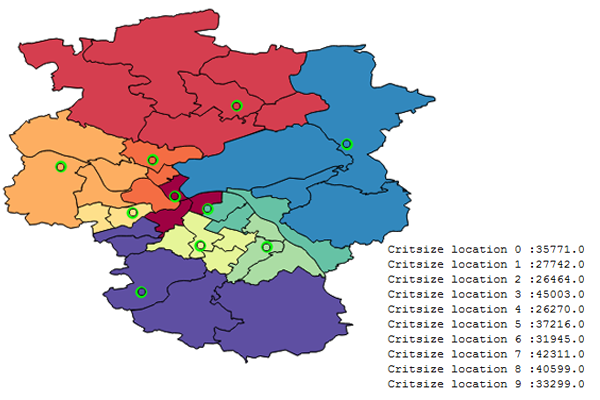 Critsize location 0 :35771.0
Critsize location 1 :27742.0
Critsize location 2 :26464.0
Critsize location 3 :45003.0
Critsize location 4 :26270.0
Critsize location 5 :37216.0
Critsize location 6 :31945.0
Critsize location 7 :42311.0
Critsize location 8 :40599.0
Critsize location 9 :33299.0